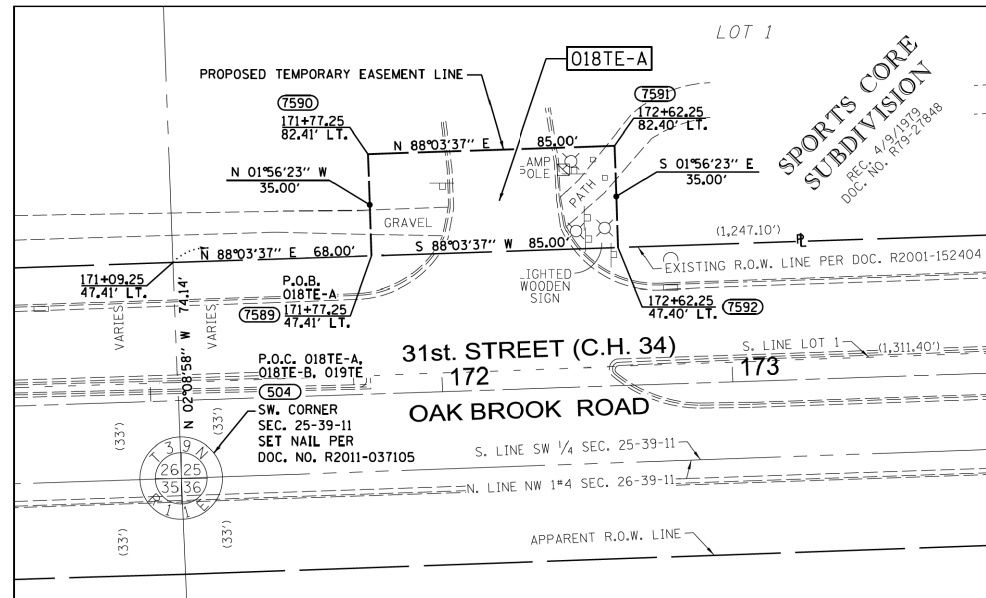 LOT 1
018TE-A
PROPOSED TEMPORARY EASEMENT LINE
7590
171+77.25
82.41' LT.
7591
172+62.25
82.40' LT.
SPORTS CORE
SUBDIVISION
REC. 4/9/1979
DOC. NO. R79-27848
N 88°03'37" E 85.00'
AMP
POLE
N 01°56'23" W
35.00'
S 01°56'23" E
35.00'
PATH
GRAVEL
(1,247.10')
PL
N 88°03'37" E 68.00'
S 88°03'37" W 85.00'
EXISTING R.O.W. LINE PER DOC. R2001-152404
171+09.25
47.41' LT.
P.O.B.
018TE-A
7589
171+77.25
47.41' LT.
IGHTED
WOODEN
SIGN
172+62.25
47.40' LT.
7592
VARIES
VARIES
N 02°08'58" W 74.14'
31st. STREET (C.H. 34)
S. LINE LOT 1
(1,311.40')
P.O.C. 018TE-A,
018TE-B, 019TE
172
173
504
SW. CORNER
SEC. 25-39-11
SET NAIL PER
DOC. NO. R2011-037105
OAK BROOK ROAD
(33')
(33')
T39N
26 25
35 36
R11E
S. LINE SW 1/4 SEC. 25-39-11
N. LINE NW 1#4 SEC. 26-39-11
(33')
(33')
APPARENT R.O.W. LINE